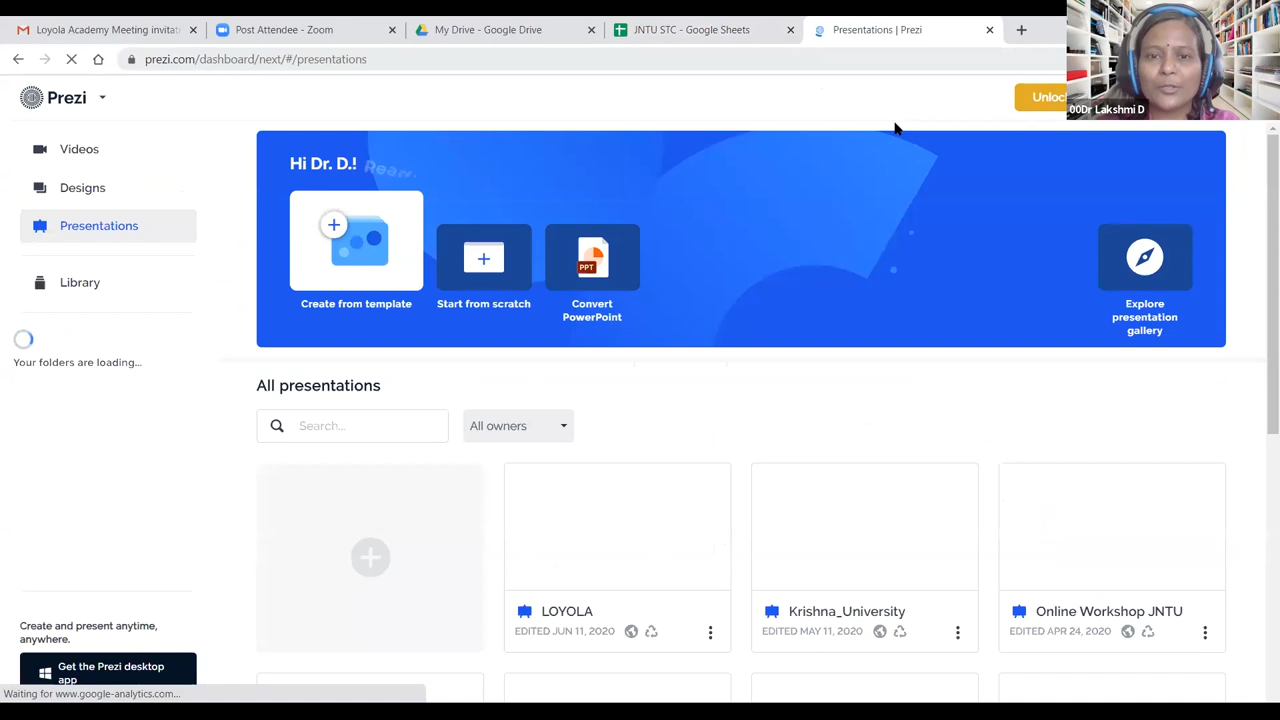 Loyola Academy Meeting invitat
Post Attendee - Zoom
My Drive - Google Drive
JNTU STC - Google Sheets
Presentations | Prezi
prezi.com/dashboard/next/#/presentations
Prezi
Unloc
00Dr Lakshmi D
Videos
Designs
Presentations
Library
Your folders are loading...
Hi Dr. D.!
PPT
Create from template
Start from scratch
Convert
PowerPoint
Explore
presentation
gallery
All presentations
Search...
All owners
LOYOLA
EDITED JUN 11, 2020
Krishna_University
EDITED MAY 11, 2020
Online Workshop JNTU
EDITED APR 24, 2020
Create and present anytime,
anywhere.
Get the Prezi desktop
app
Waiting for www.google-analytics.com...